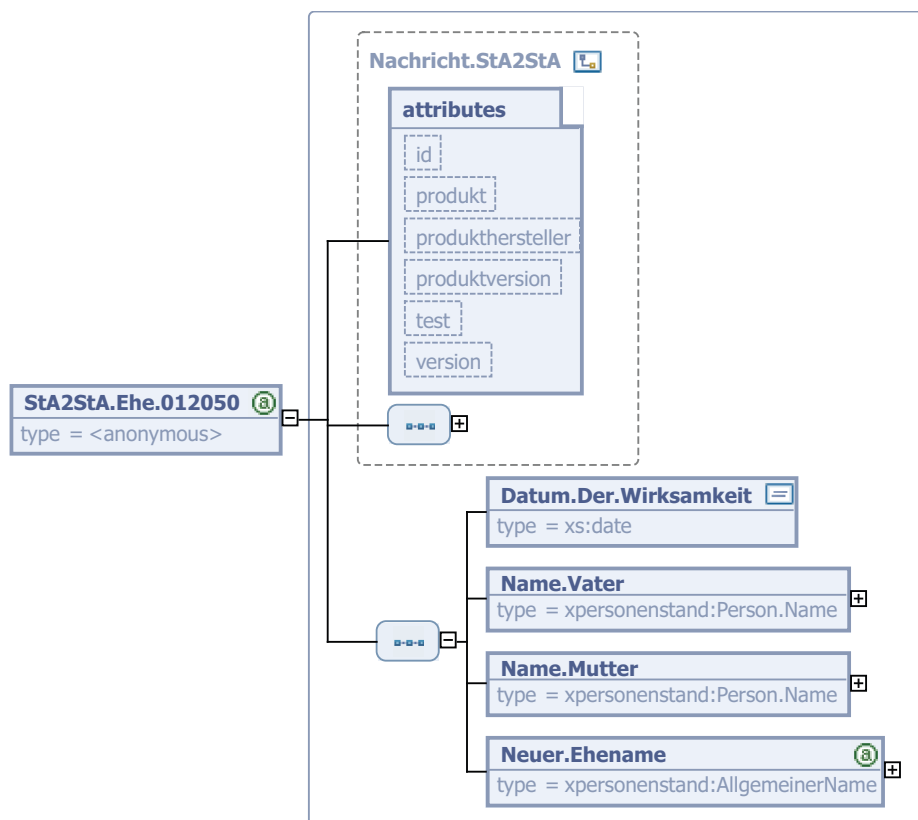 Nachricht.StA2StA
attributes
id
produkt
produkthersteller
produktversion
test
version
StA2StA.Ehe.012050 a
type = <anonymous>
Datum.Der.Wirksamkeit
type = xs:date
Name.Vater
type = xpersonenstand:Person.Name
Name.Mutter
type = xpersonenstand:Person.Name
Neuer.Ehename a
type = xpersonenstand:AllgemeinerName